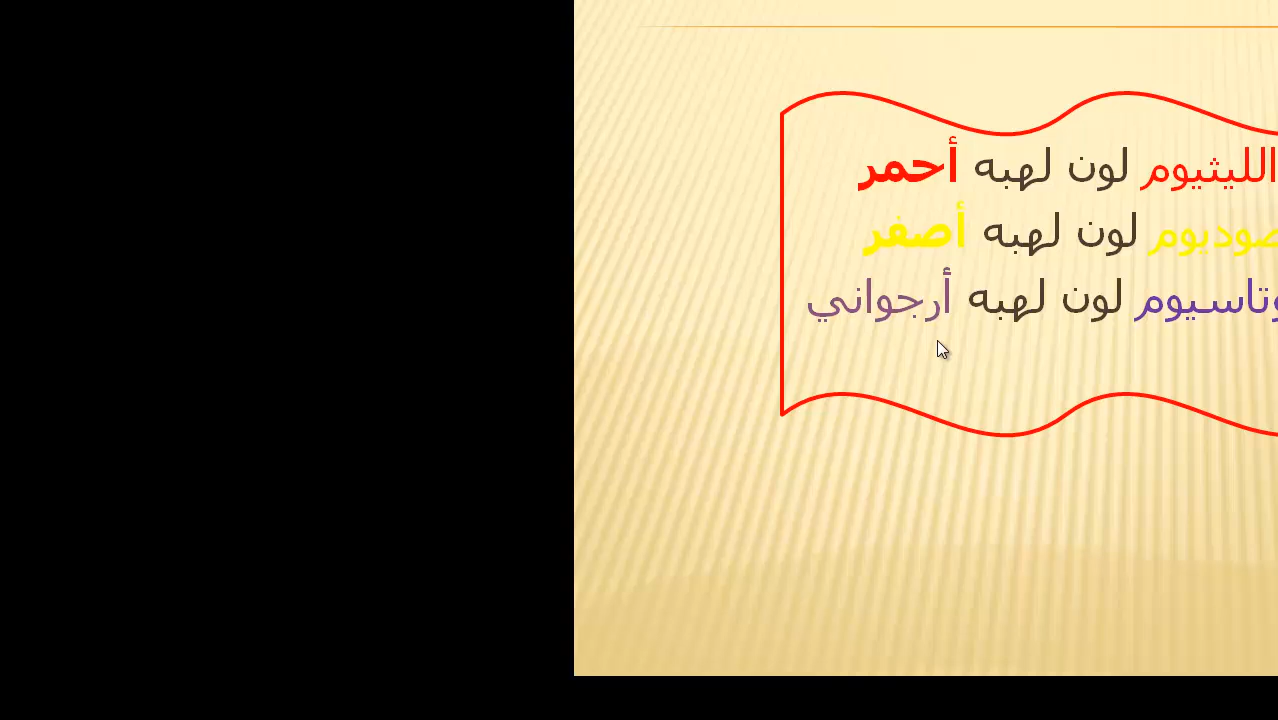 الليثيوم لون لهبه أحمر
لون لهبه أصفر
لون لهبه أرجواني